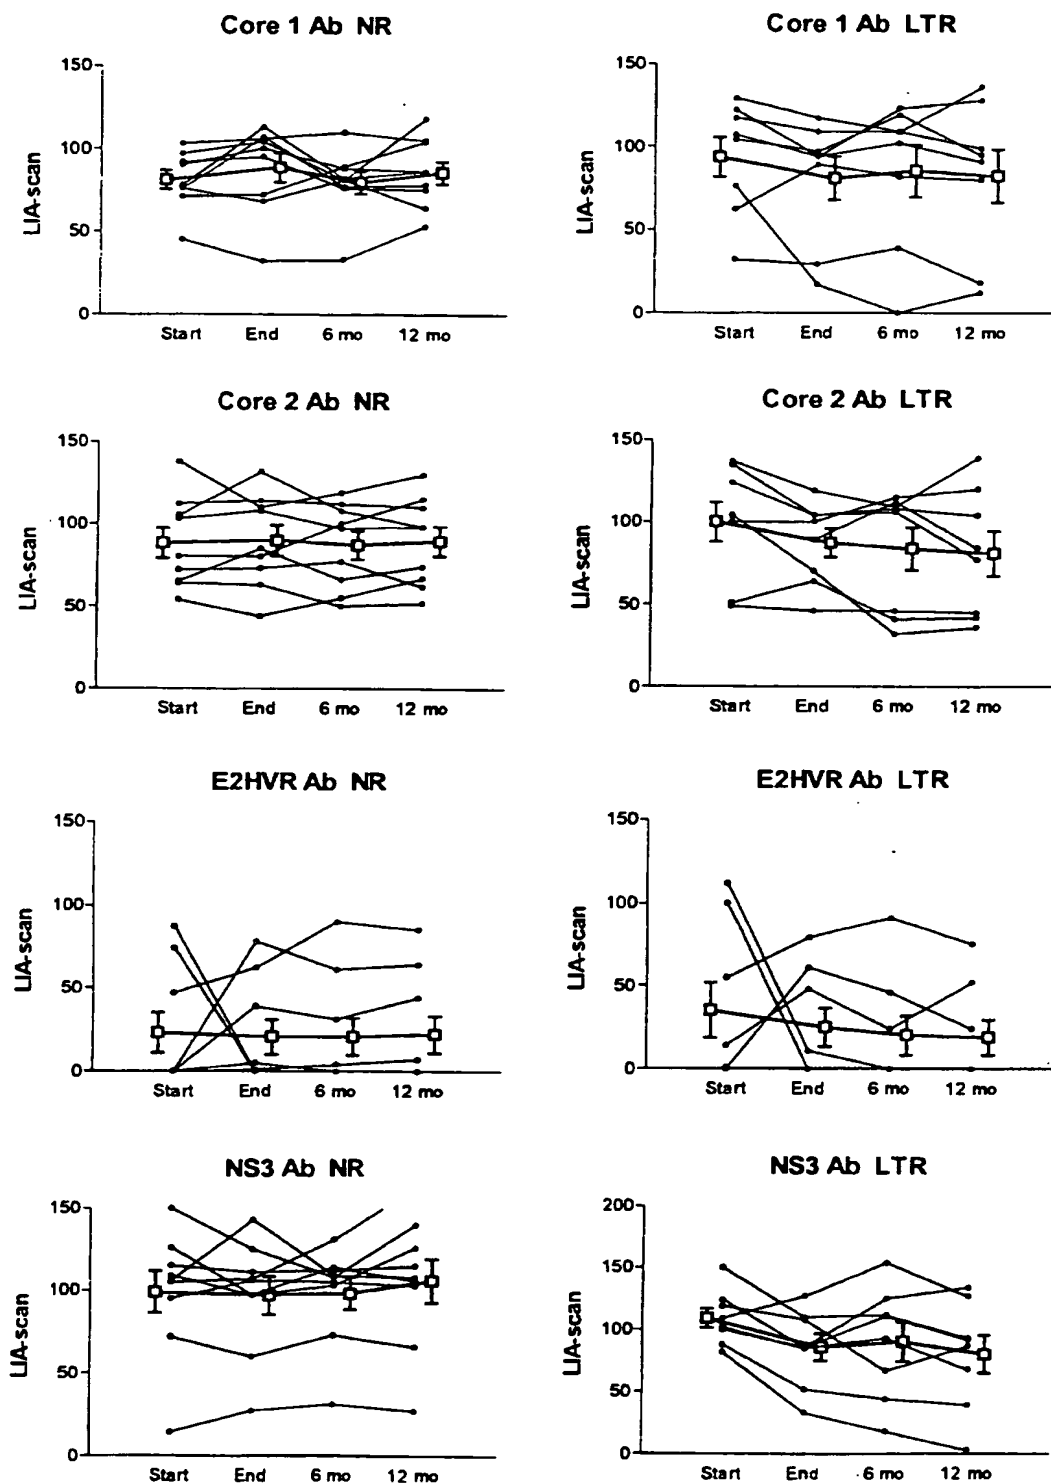 Core 1 Ab NR
150
100
50
0
LIA-scan
Start End 6 mo 12 mo
Core 1 Ab LTR
150
100
50
0
LIA-scan
Start End 6 mo 12 mo
Core 2 Ab NR
150
100
50
0
LIA-scan
Start End 6 mo 12 mo
Core 2 Ab LTR
150
100
50
0
LIA-scan
Start End 6 mo 12 mo
E2HVR Ab NR
150
100
50
0
LIA-scan
Start End 6 mo 12 mo
E2HVR Ab LTR
150
100
50
0
LIA-scan
Start End 6 mo 12 mo
NS3 Ab NR
150
100
50
0
LIA-scan
Start End 6 mo 12 mo
NS3 Ab LTR
200
150
100
50
0
LIA-scan
Start End 6 mo 12 mo